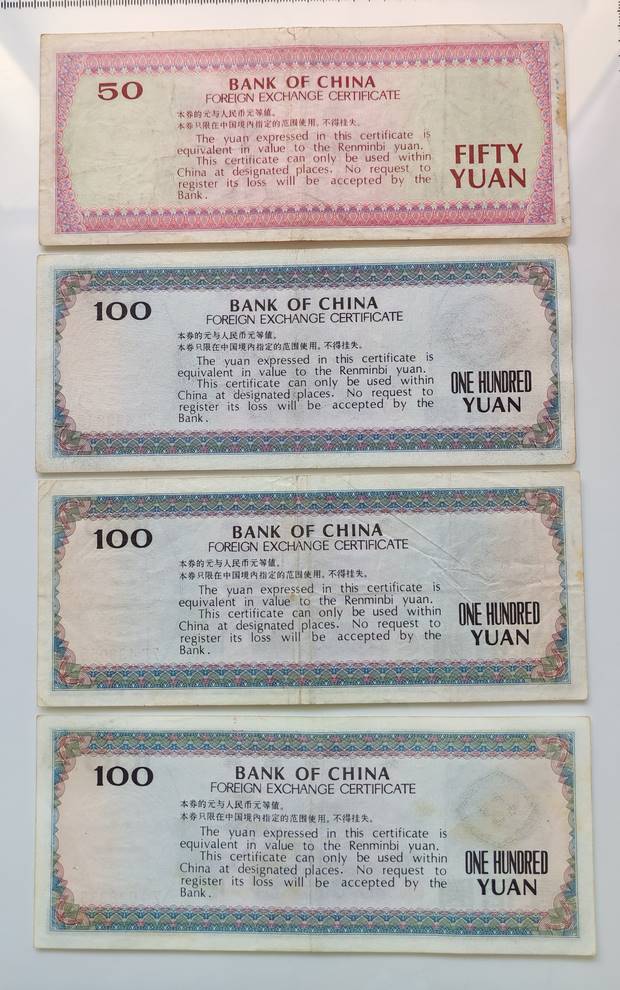 50
BANK OF CHINA
FOREIGN EXCHANGE CERTIFICATE
本券的元与人民币元等值。
本券只限在中国境内指定的范围使用，不得挂失。
The yuan expressed in this certificate is
equivalent in value to the Renminbi yuan.
This certificate can only be used within
China at designated places. No request to
register its loss will be accepted by the
Bank.
FIFTY
YUAN
100
BANK OF CHINA
FOREIGN EXCHANGE CERTIFICATE
本券的元与人民币元等值。
本券只限在中国境内指定的范围使用，不得挂失。
The yuan expressed in this certificate is
equivalent in value to the Renminbi yuan.
This certificate can only be used within
China at designated places. No request to
register its loss will be accepted by the
Bank.
ONE HUNDRED
YUAN
100
BANK OF CHINA
FOREIGN EXCHANGE CERTIFICATE
本券的元与人民币元等值。
本券只限在中国境内指定的范围使用，不得挂失。
The yuan expressed in this certificate is
equivalent in value to the Renminbi yuan.
This certificate can only be used within
China at designated places. No request to
register its loss will be accepted by the
Bank.
ONE HUNDRED
YUAN
100
BANK OF CHINA
FOREIGN EXCHANGE CERTIFICATE
本券的元与人民币元等值。
本券只限在中国境内指定的范围使用，不得挂失。
The yuan expressed in this certificate is
equivalent in value to the Renminbi yuan.
This certificate can only be used within
China at designated places. No request to
register its loss will be accepted by the
Bank.
ONE HUNDRED
YUAN